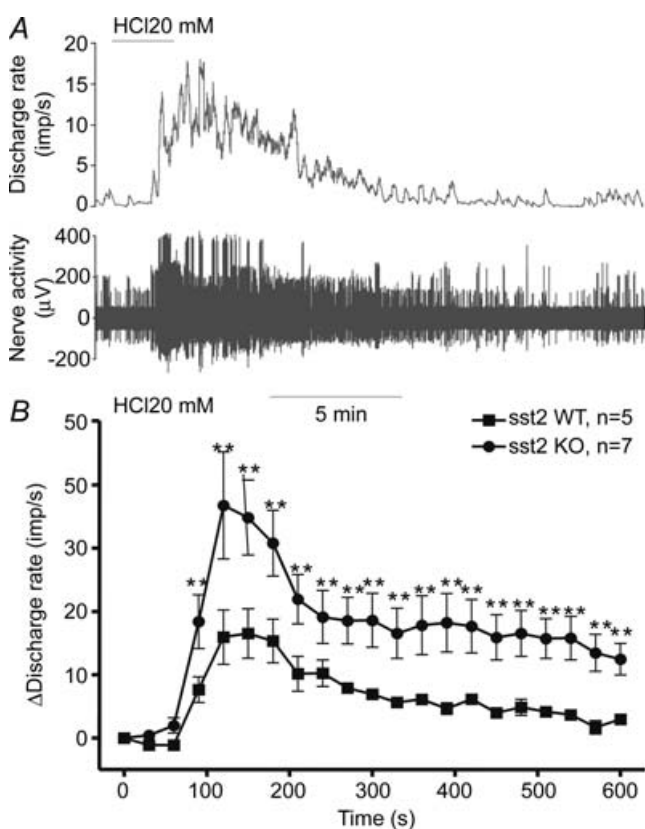 A
HCl20 mM
Discharge rate
(imp/s)
20
15
10
5
0
Nerve activity
(µV)
400
200
0
-200
B
HCl20 mM
5 min
sst2 WT, n=5
sst2 KO, n=7
ΔDischarge rate (imp/s)
50
50
30
20
10
0
** ** ** ** ** ** ** ** ** ** ** ** ** ** ** ** ** **
0 100 200 300 400 500 600
Time (s)